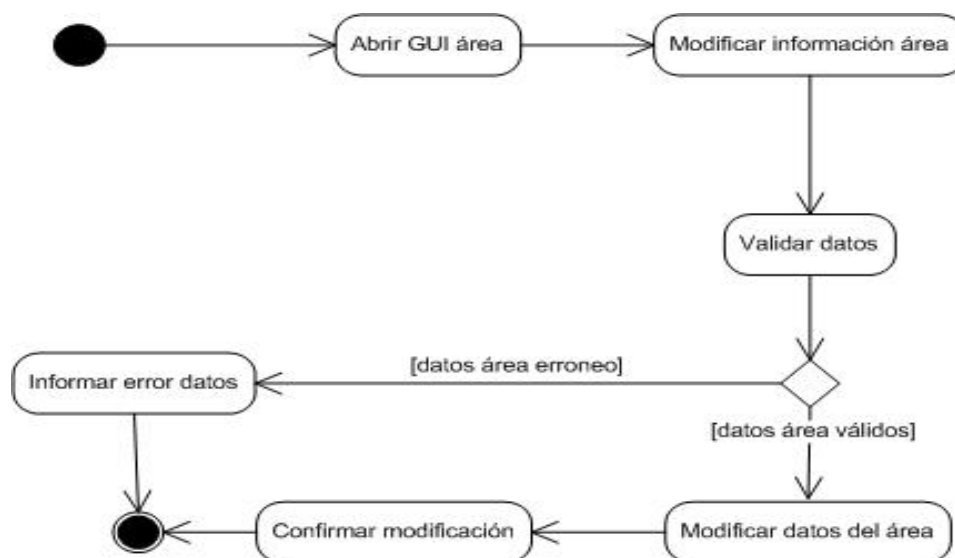 Abrir GUI área
Modificar información área
Validar datos
[datos área erroneo]
Informar error datos
[datos área válidos]
Confirmar modificación
Modificar datos del área